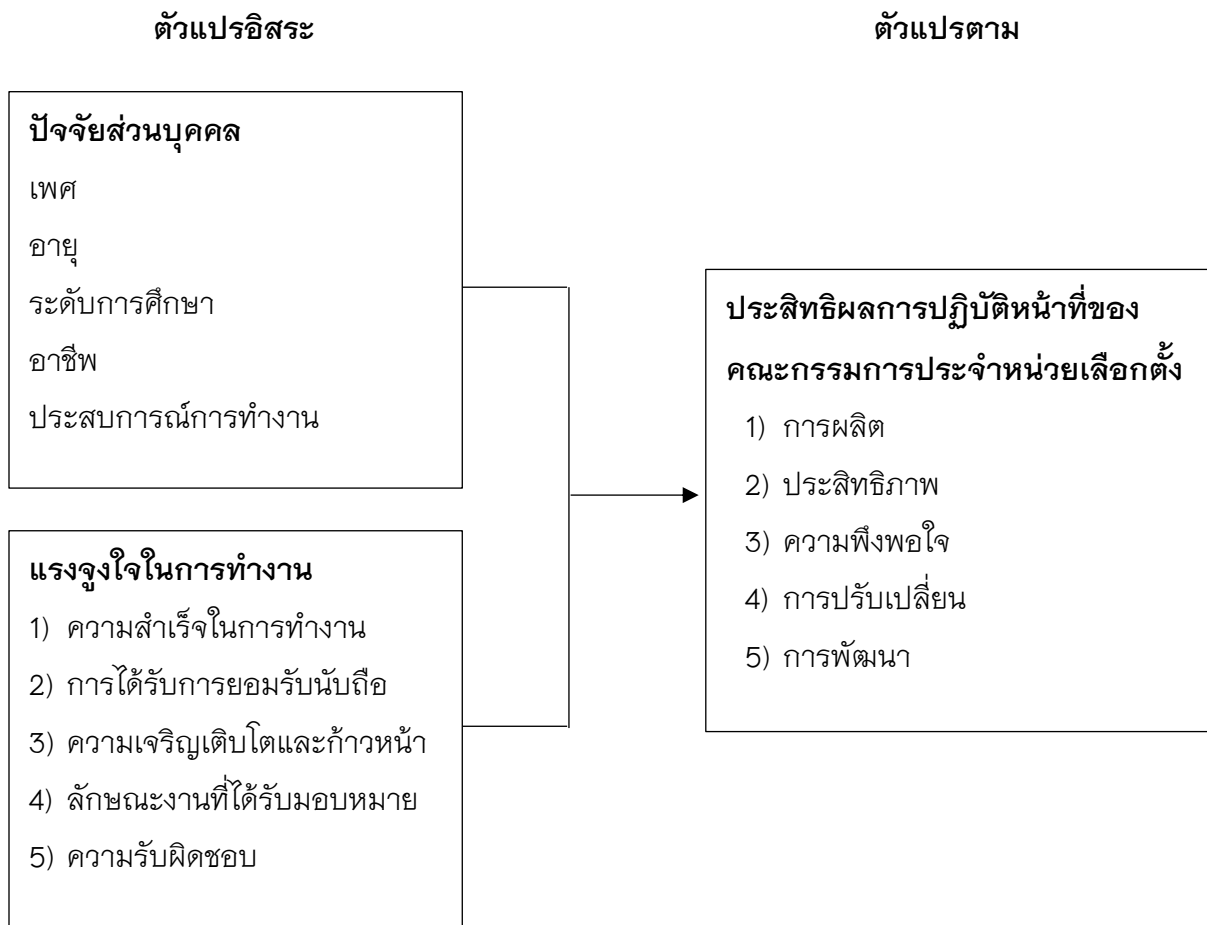 ตัวแปรอิสระ
ตัวแปรตาม
ปัจจัยส่วนบุคคล
เพศ
อายุ
ระดับการศึกษา
อาชีพ
ประสบการณ์การทำงาน
แรงจูงใจในการทำงาน
1) ความสำเร็จในการทำงาน
2) การได้รับการยอมรับนับถือ
3) ความเจริญเติบโตและก้าวหน้า
4) ลักษณะงานที่ได้รับมอบหมาย
5) ความรับผิดชอบ
ประสิทธิผลการปฏิบัติหน้าที่ของ
คณะกรรมการประจำหน่วยเลือกตั้ง
1) การผลิต
2) ประสิทธิภาพ
3) ความพึงพอใจ
4) การปรับเปลี่ยน
5) การพัฒนา